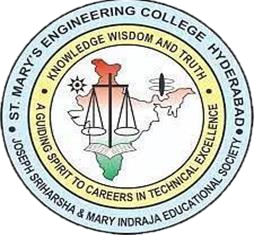 ST. MARY'S ENGINEERING COLLEGE HYDERABAD
JOSEPH SRIHARSHA & MARY INDRAJA EDUCATIONAL SOCIETY
KNOWLEDGE WISDOM AND TRUTH
A GUIDING SPIRIT TO CAREERS IN TECHNICAL EXCELLENCE